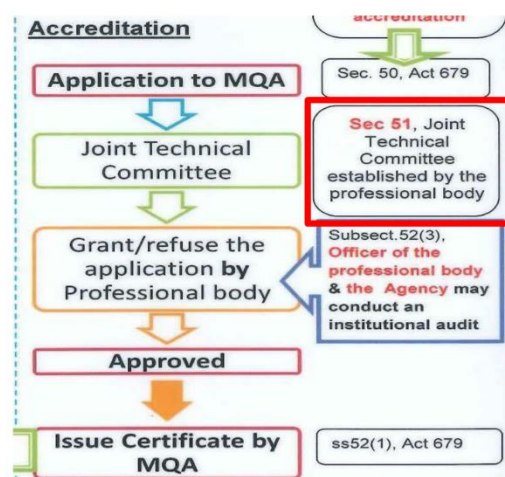 accreditation
Accreditation
Application to MQA
Sec. 50, Act 679
Joint Technical
Committee
Sec 51, Joint
Technical
Committee
established by the
professional body
Grant/refuse the
application by
Professional body
Subsect.52(3),
Officer of the
professional body
& the Agency may
conduct an
institutional audit
Approved
Issue Certificate by
MQA
ss52(1), Act 679